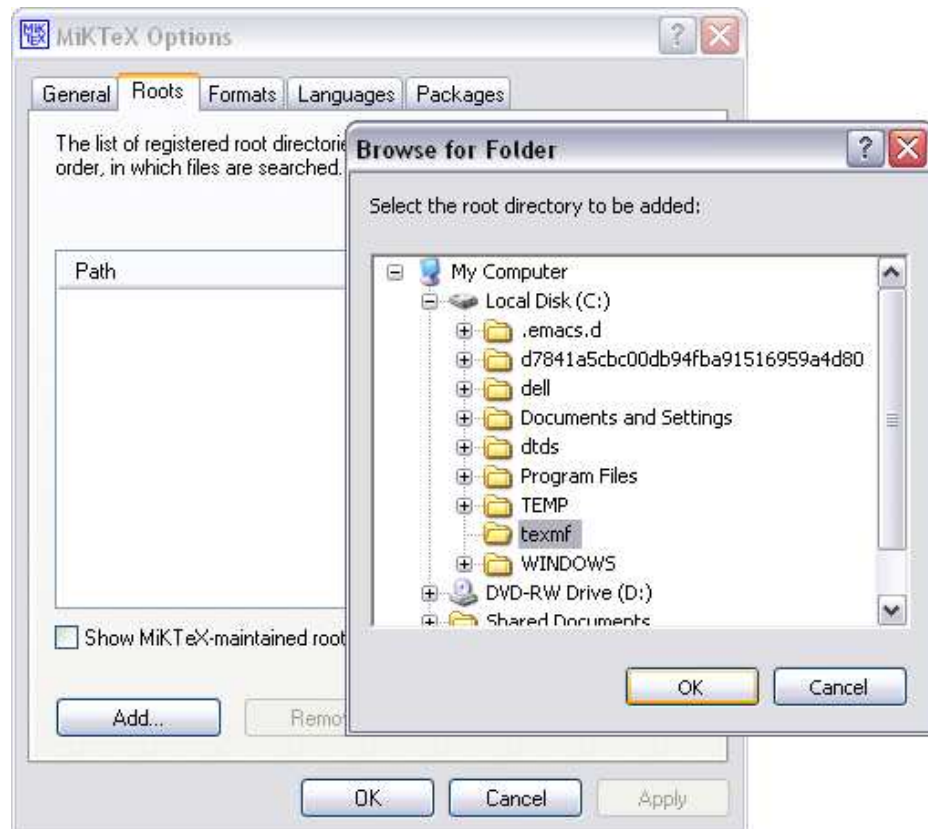 MiKTeX Options
General Roots Formats Languages Packages
The list of registered root directorie
order, in which files are searched.
Path
Show MiKTeX-maintained root
Add...
Remov
OK Cancel Apply
Browse for Folder
Select the root directory to be added:
My Computer
Local Disk (C:)
.emacs.d
d7841a5cbc00db94fba91516959a4d80
dell
Documents and Settings
dtds
Program Files
TEMP
texmf
WINDOWS
DVD-RW Drive (D:)
Shared Documents
OK Cancel